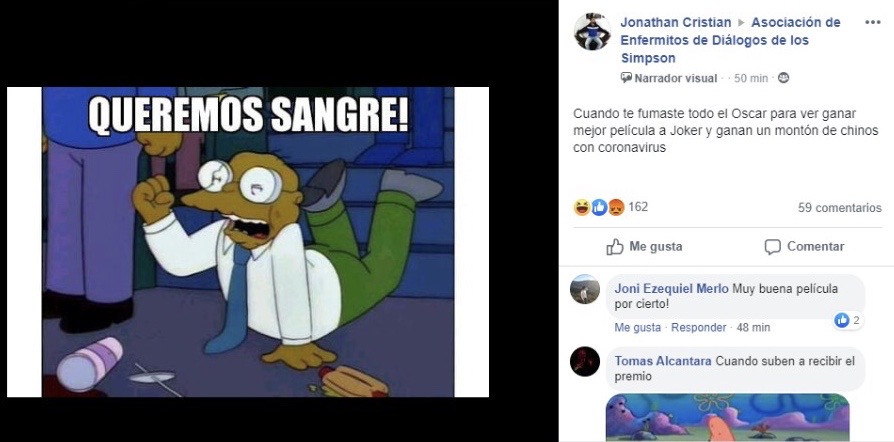 QUEREMOS SANGRE!
Jonathan Cristian ▸ Asociación de
Enfermitos de Diálogos de los
Simpson
Narrador visual · · 50 min ·
Cuando te fumaste todo el Oscar para ver ganar
mejor película a Joker y ganan un montón de chinos
con coronavirus
162
59 comentarios
Me gusta
Comentar
Joni Ezequiel Merlo Muy buena película
por cierto!
2
Me gusta · Responder · 48 min
Tomas Alcantara Cuando suben a recibir el
premio